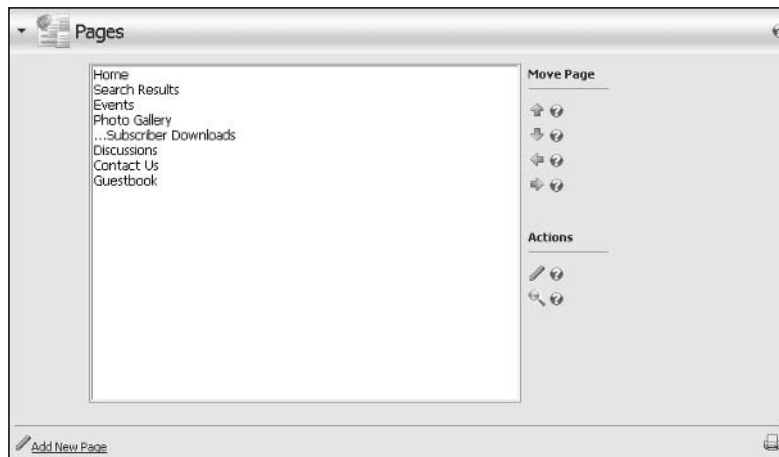 Pages
Home
Search Results
Events
Photo Gallery
...Subscriber Downloads
Discussions
Contact Us
Guestbook
Move Page
Actions
Add New Page